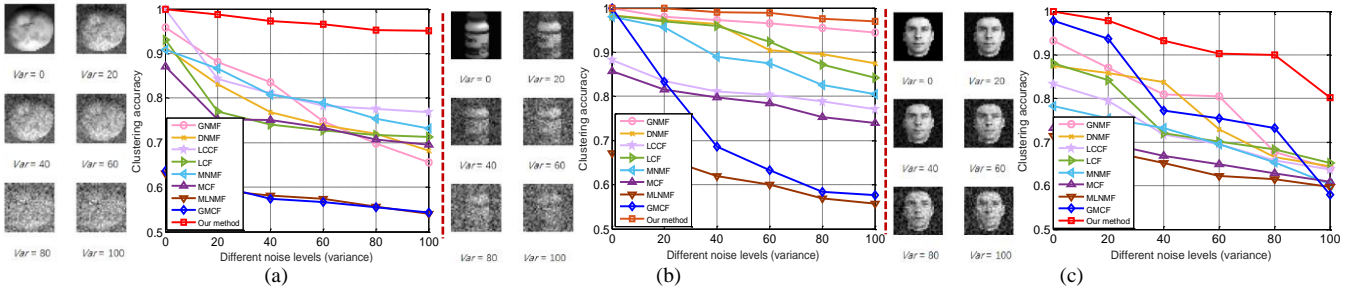 Var = 0
Var = 20
Var = 40
Var = 60
Var = 80
Var = 100
Clustering accuracy
1
0.9
0.8
0.7
0.6
0.5
GNMF
DNMF
LCCF
LCF
MNMF
MCF
MLNMF
GMCF
Our method
0 20 40 60 80 100
Different noise levels (variance)
(a)
Var = 0
Var = 20
Var = 40
Var = 60
Var = 80
Var = 100
Clustering accuracy
1
0.9
0.8
0.7
0.6
0.5
GNMF
DNMF
LCCF
LCF
MNMF
MCF
MLNMF
GMCF
Our method
0 20 40 60 80 100
Different noise levels (variance)
(b)
Var = 0
Var = 20
Var = 40
Var = 60
Var = 80
Var = 100
Clustering accuracy
1
0.9
0.8
0.7
0.6
0.5
GNMF
DNMF
LCCF
LCF
MNMF
MCF
MLNMF
GMCF
Our method
0 20 40 60 80 100
Different noise levels (variance)
(c)